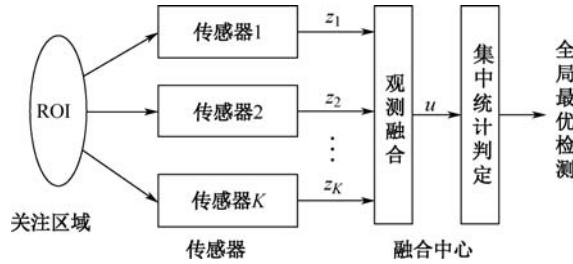 传感器1
z1
ROI
传感器2
z2
⋮
传感器K
zK
观测融合
u
集中统计判定
全局最优检测
关注区域
传感器
融合中心